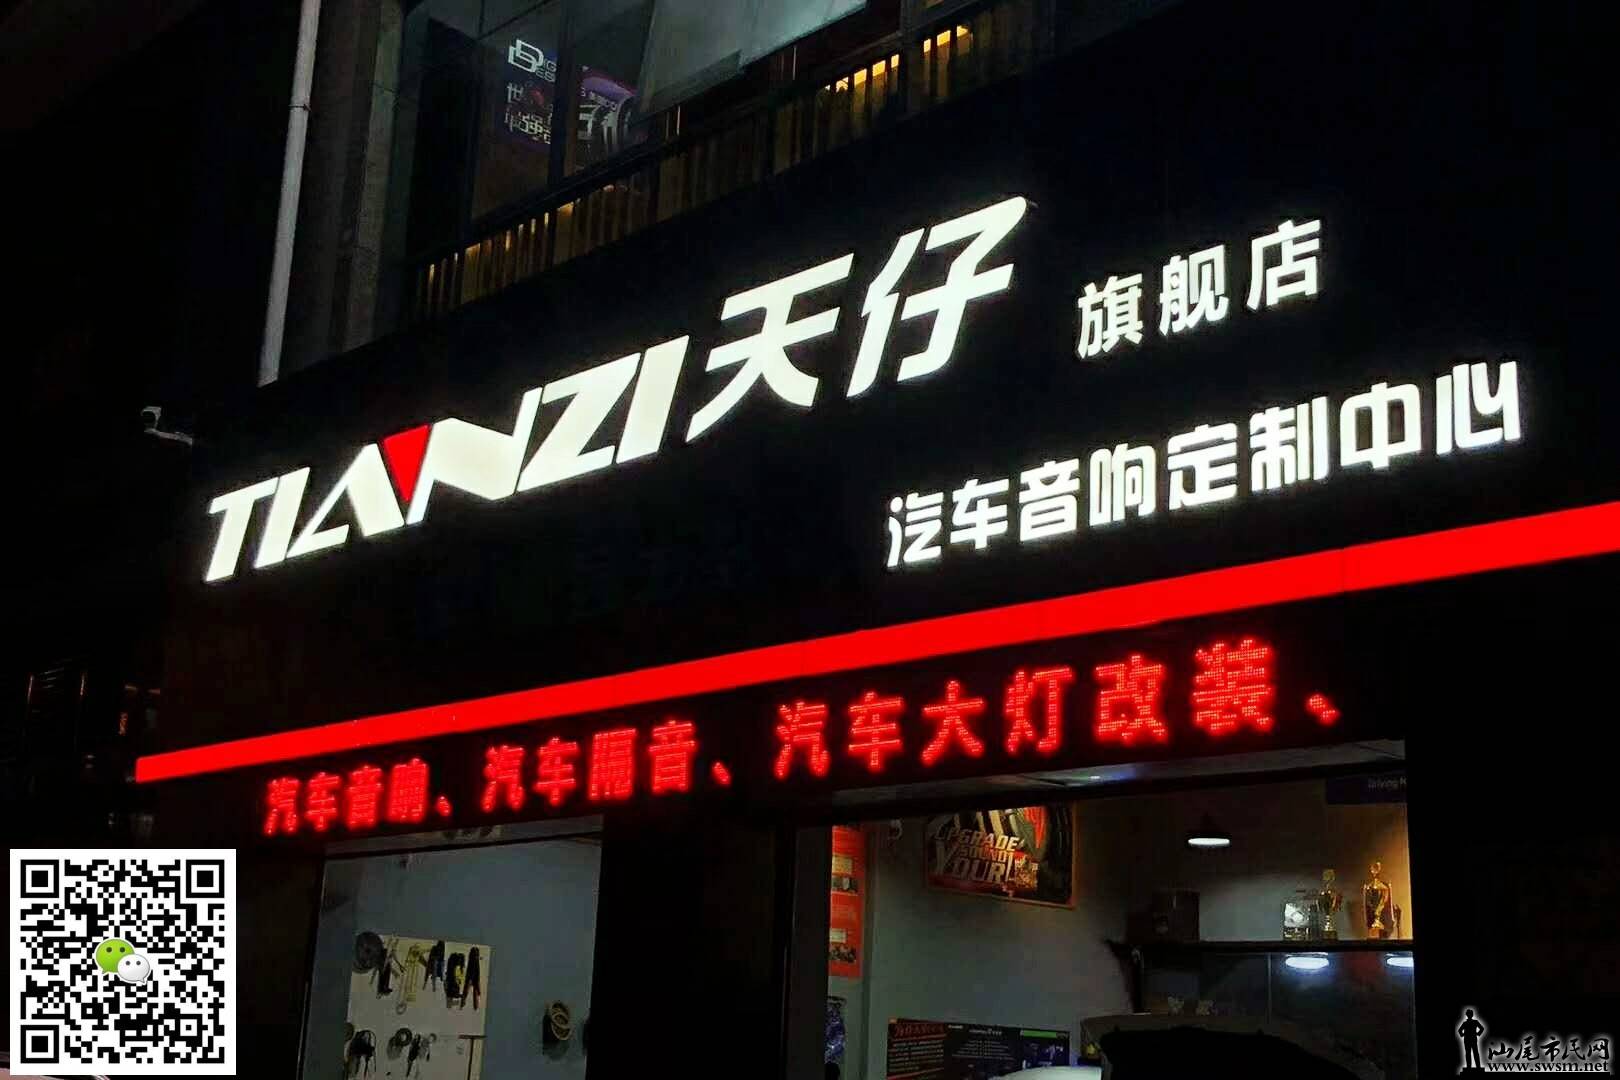 TIANZI天仔 旗舰店
汽车音响定制中心
汽车音响、汽车隔音、汽车大灯改装、
UPGRADE
YOUR
SOUND
汕尾市民网
www.swsm.net